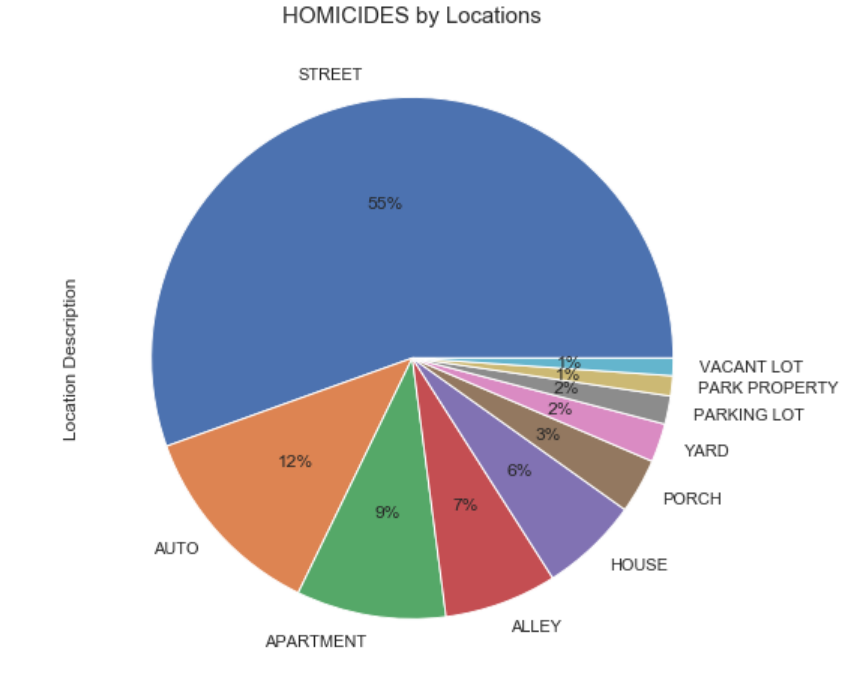 HOMICIDES by Locations
STREET
55%
Location Description
1%
VACANT LOT
1%
PARK PROPERTY
2%
PARKING LOT
2%
YARD
3%
PORCH
12%
6%
9%
7%
AUTO
HOUSE
ALLEY
APARTMENT